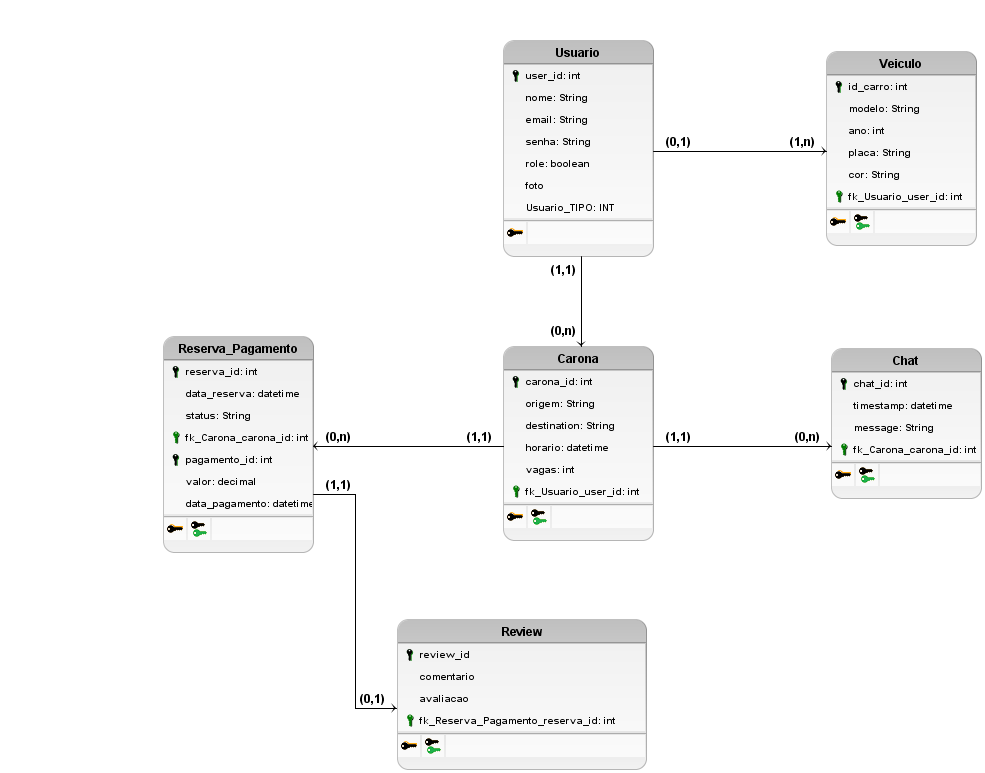 Usuario
user_id: int
nome: String
email: String
senha: String
role: boolean
foto
Usuario_TIPO: INT
(0,1)
(1,n)
Veiculo
id_carro: int
modelo: String
ano: int
placa: String
cor: String
fk_Usuario_user_id: int
(1,1)
(0,n)
Reserva_Pagamento
reserva_id: int
data_reserva: datetime
status: String
fk_Carona_carona_id: int
pagamento_id: int
valor: decimal
data_pagamento: datetime
(0,n)
(1,1)
Carona
carona_id: int
origem: String
destination: String
horario: datetime
vagas: int
fk_Usuario_user_id: int
(1,1)
(0,n)
Chat
chat_id: int
timestamp: datetime
message: String
fk_Carona_carona_id: int
(1,1)
(0,1)
Review
review_id
comentario
avaliacao
fk_Reserva_Pagamento_reserva_id: int